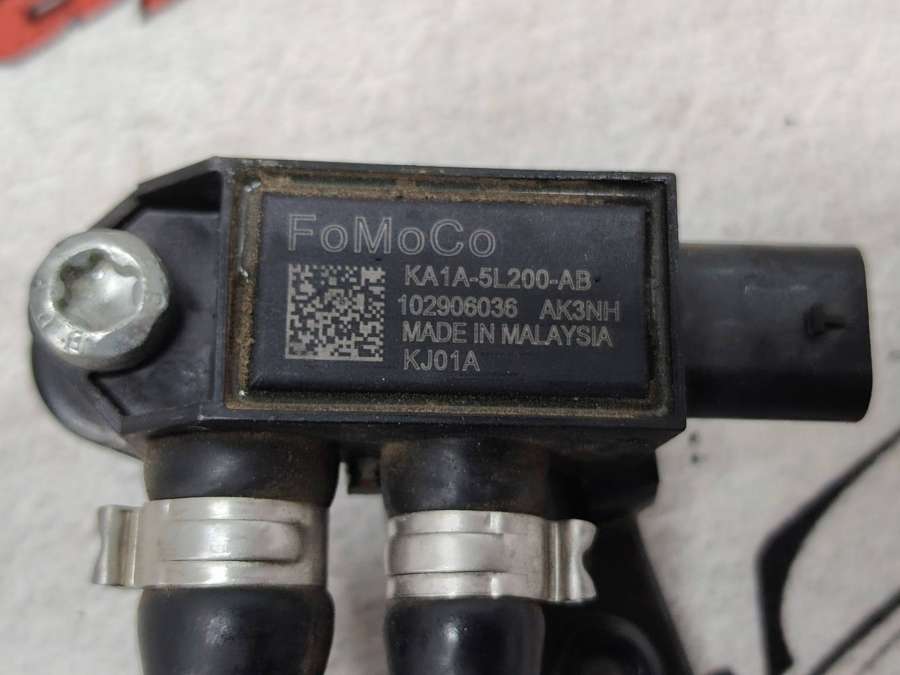 FoMoCo
KA1A-5L200-AB
102906036 AK3NH
MADE IN MALAYSIA
KJ01A